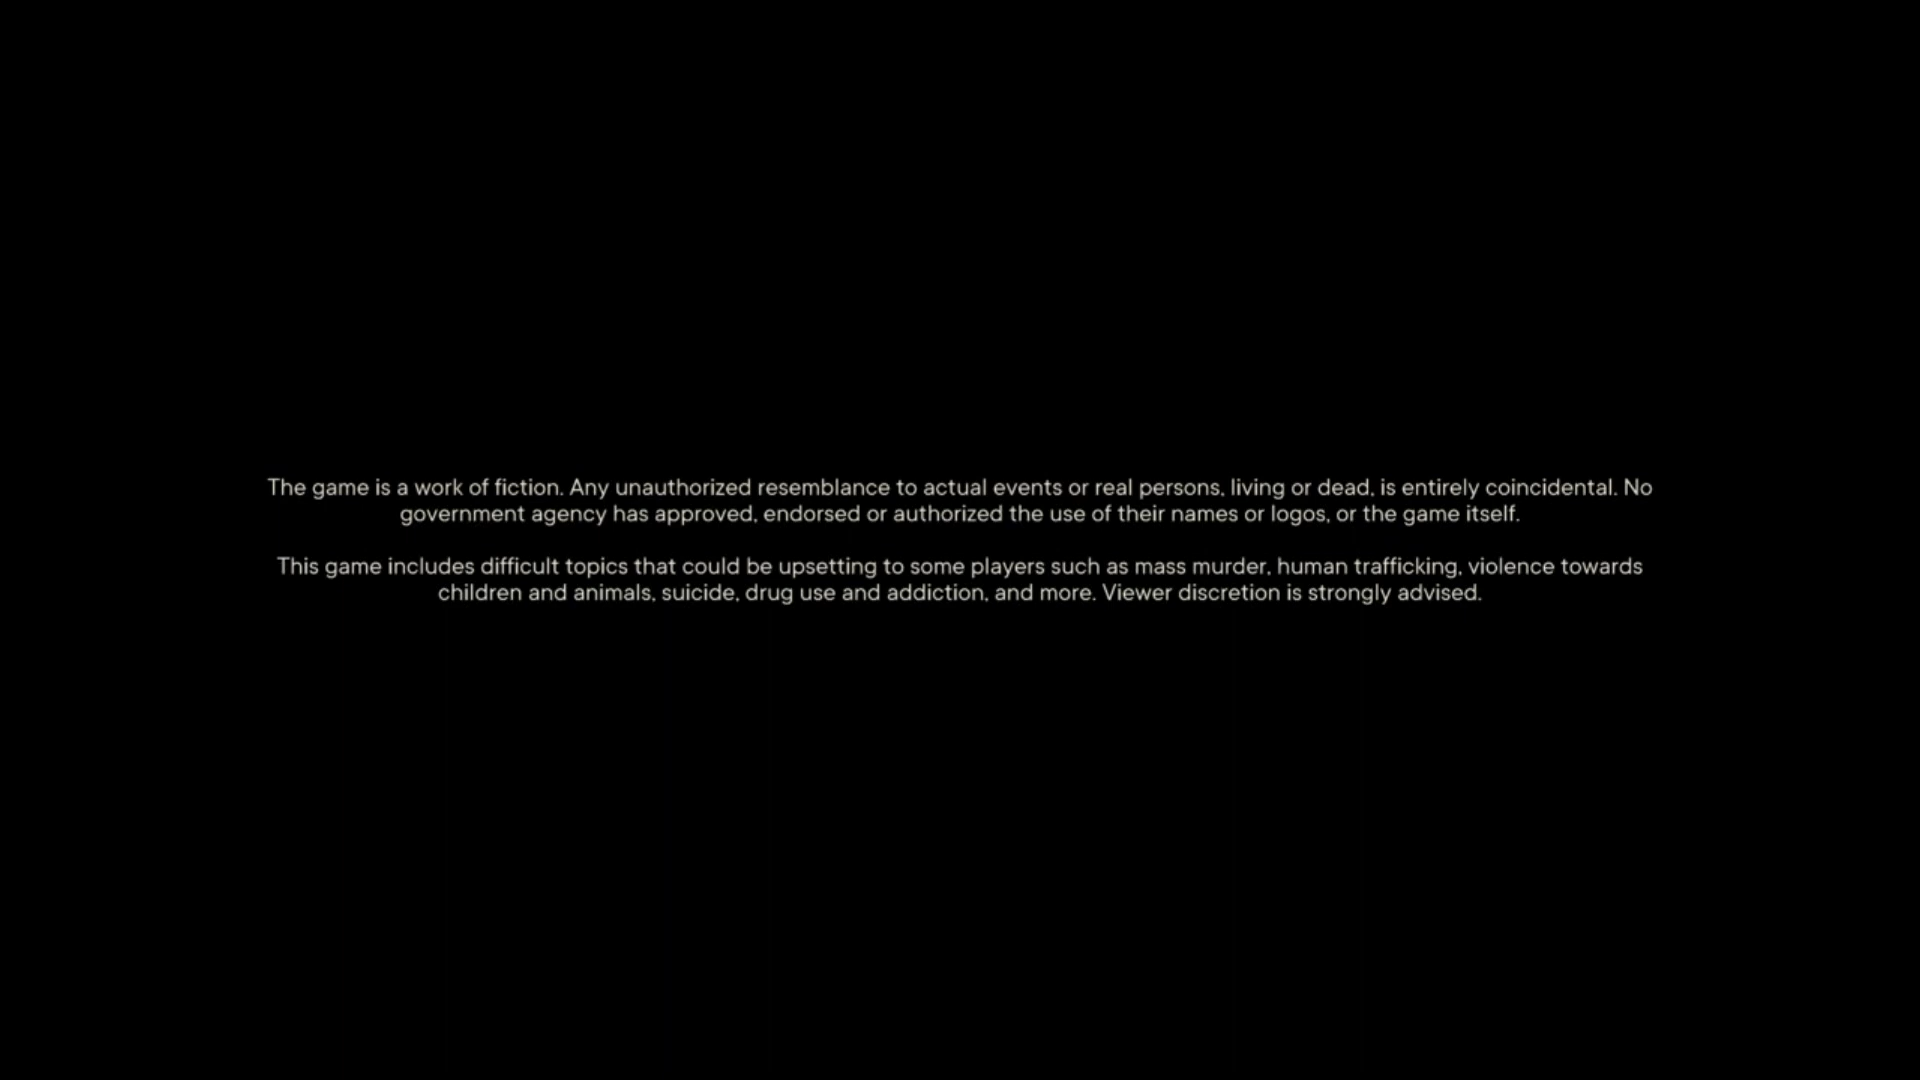 The game is a work of fiction. Any unauthorized resemblance to actual events or real persons, living or dead, is entirely coincidental. No
government agency has approved, endorsed or authorized the use of their names or logos, or the game itself.
This game includes difficult topics that could be upsetting to some players such as mass murder, human trafficking, violence towards
children and animals, suicide, drug use and addiction, and more. Viewer discretion is strongly advised.